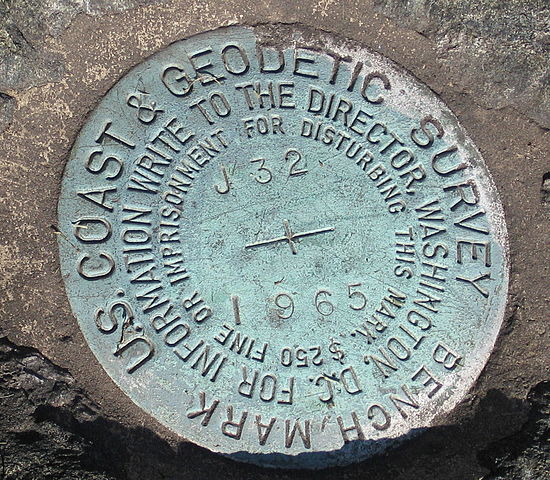 U.S. COAST & GEODETIC SURVEY
BENCH MARK
FOR INFORMATION WRITE TO THE DIRECTOR, WASHINGTON, D.C.
$250 FINE OR IMPRISONMENT FOR DISTURBING THIS MARK.
J 32
1965